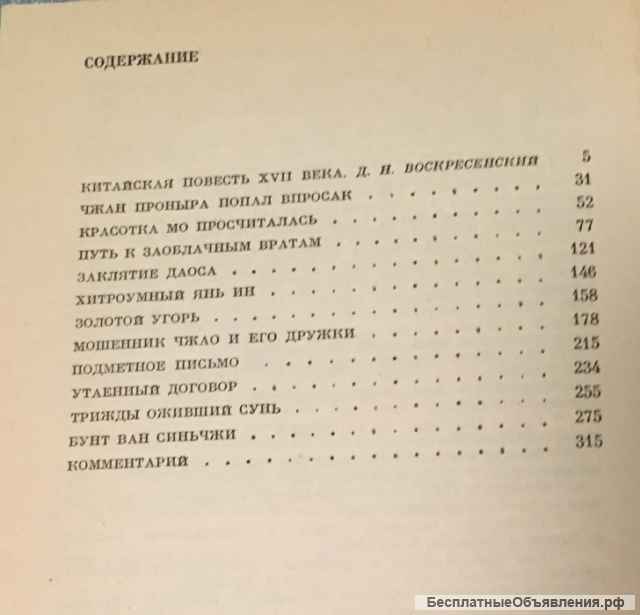 СОДЕРЖАНИЕ
КИТАЙСКАЯ ПОВЕСТЬ XVII ВЕКА. Д. Н. ВОСКРЕСЕНСКИЙ 5
ЧЖАН ПРОНЫРА ПОПАЛ ВПРОСАК . . . . . . . 31
КРАСОТКА МО ПРОСЧИТАЛАСЬ . . . . . . . . 52
ПУТЬ К ЗАОБЛАЧНЫМ ВРАТАМ . . . . . . . . 77
ЗАКЛЯТИЕ ДАОСА . . . . . . . . . . . . 121
ХИТРОУМНЫЙ ЯНЬ ИН . . . . . . . . . . . 146
ЗОЛОТОЙ УГОРЬ . . . . . . . . . . . . . 158
МОШЕННИК ЧЖАО И ЕГО ДРУЖКИ . . . . . . . 178
ПОДМЕТНОЕ ПИСЬМО . . . . . . . . . . . 215
УТАЕННЫЙ ДОГОВОР . . . . . . . . . . . 234
ТРИЖДЫ ОЖИВШИЙ СУНЬ . . . . . . . . . . 255
БУНТ ВАН СИНЬЧЖИ . . . . . . . . . . . 275
КОММЕНТАРИЙ . . . . . . . . . . . . . . 315
БесплатныеОбъявления.рф